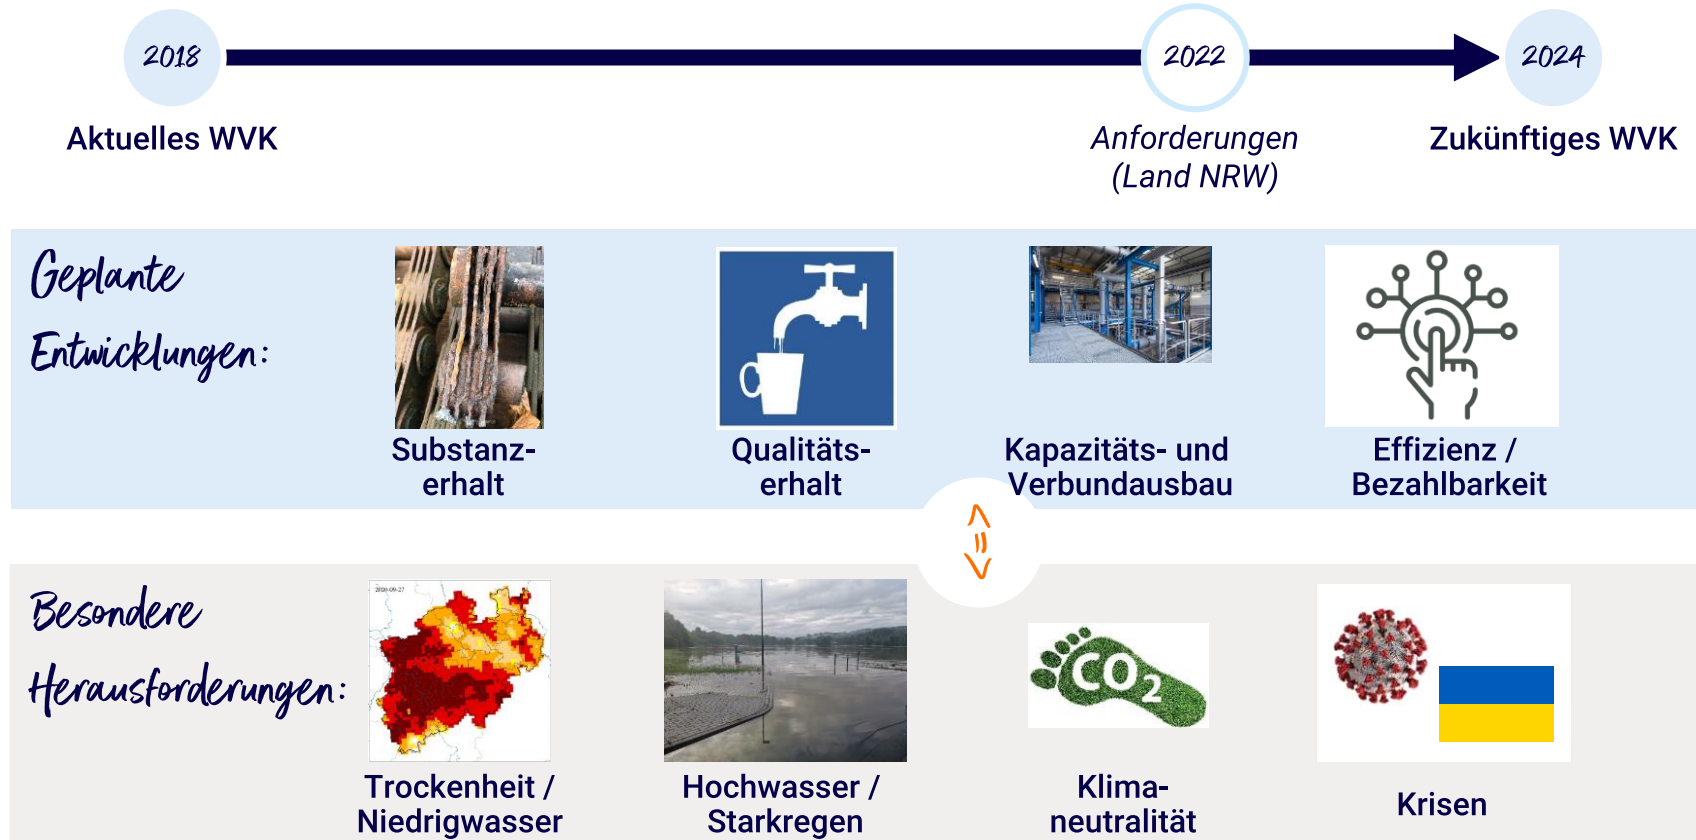 2018
2022
2024
Aktuelles WVK
Anforderungen
(Land NRW)
Zukünftiges WVK
Geplante
Entwicklungen:
Substanz-
erhalt
Qualitäts-
erhalt
Kapazitäts- und
Verbundausbau
Effizienz /
Bezahlbarkeit
Besondere
Herausforderungen:
CO2
Trockenheit /
Niedrigwasser
Hochwasser /
Starkregen
Klima-
neutralität
Krisen